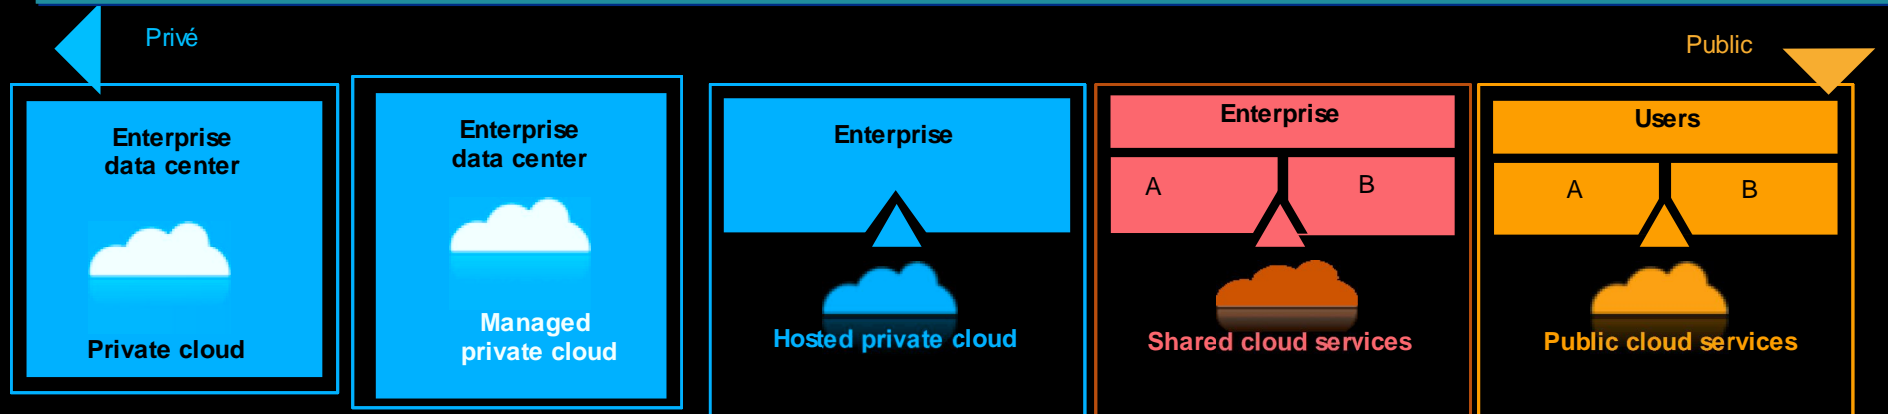 Privé
Public
Enterprise
data center
Private cloud
Enterprise
data center
Managed
private cloud
Enterprise
Hosted private cloud
Enterprise
A
B
Shared cloud services
Users
A
B
Public cloud services